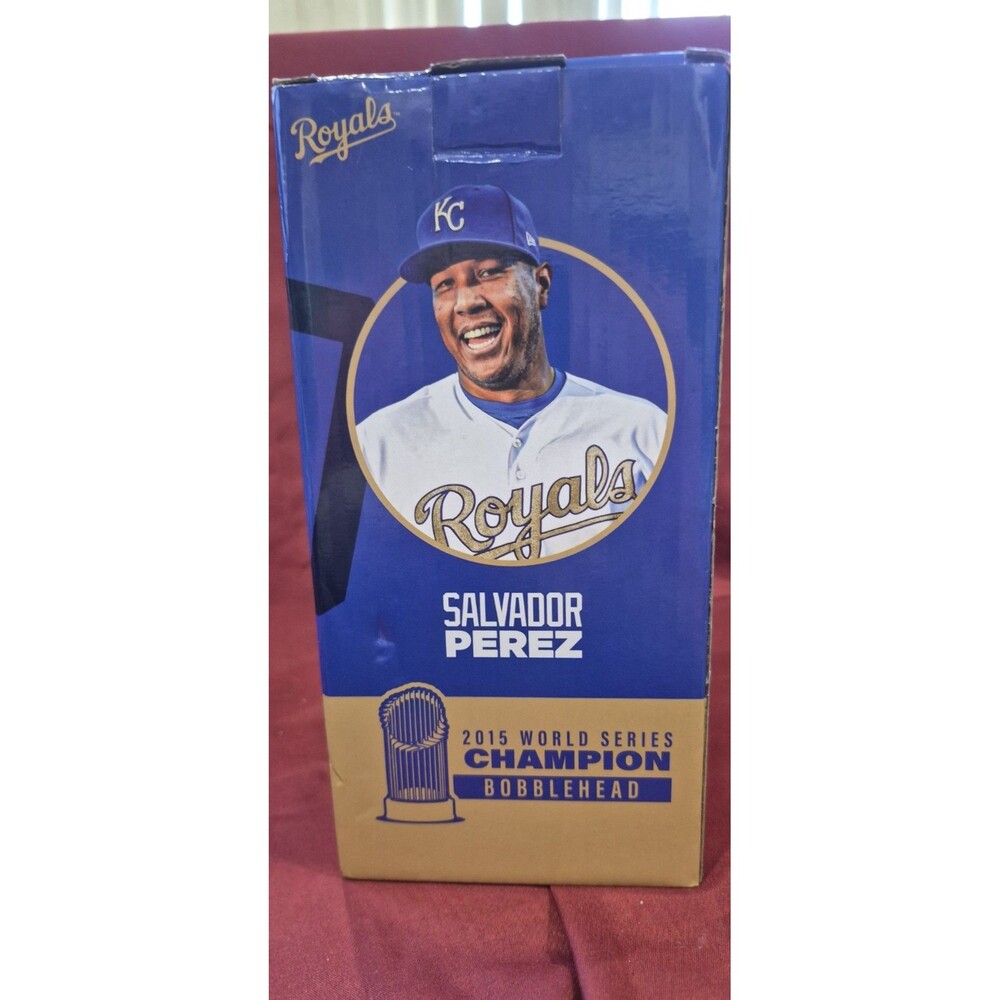 Royals
KC
Royals
SALVADOR
PEREZ
2015 WORLD SERIES
CHAMPION
BOBBLEHEAD